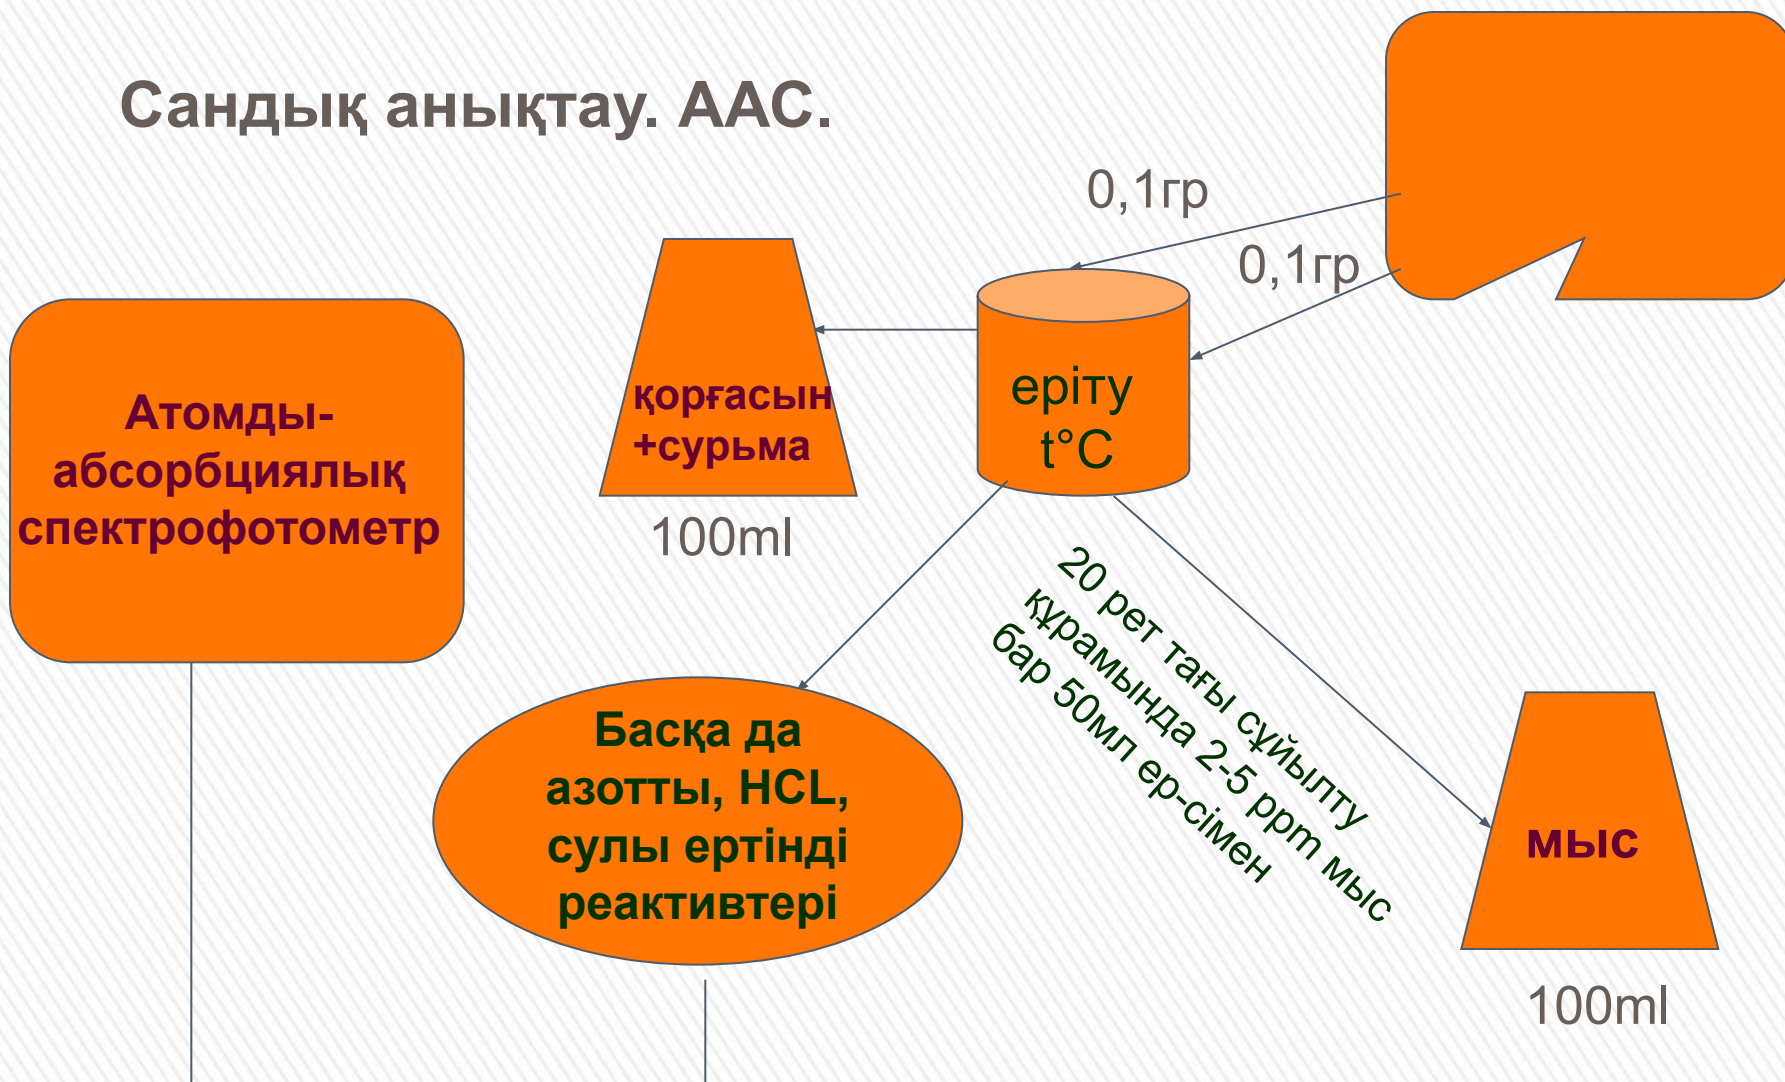 Сандық анықтау. ААС.
0,1гр
0,1гр
Атомды-
абсорбциялық
спектрофотометр
қорғасын
+сурьма
100ml
еріту
t°C
20 рет тағы сұйылту
құрамында 2-5 ppm мыс
бар 50мл ер-сімен
Басқа да
азотты, HCL,
сулы ертінді
реактивтері
мыс
100ml